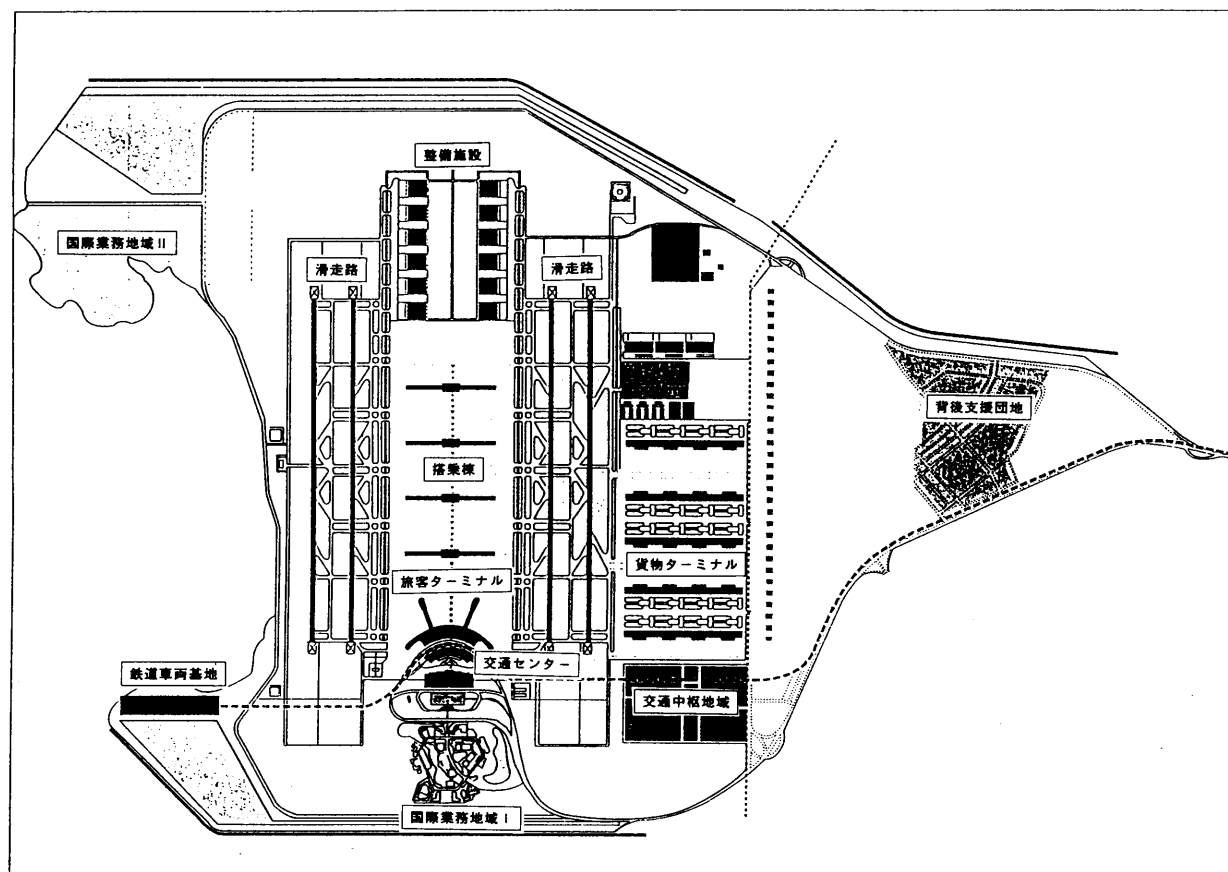 整備施設
国際業務地域II
滑走路
滑走路
背後支援団地
搭乗棟
貨物ターミナル
旅客ターミナル
交通センター
鉄道車両基地
交通中枢地域
国際業務地域I